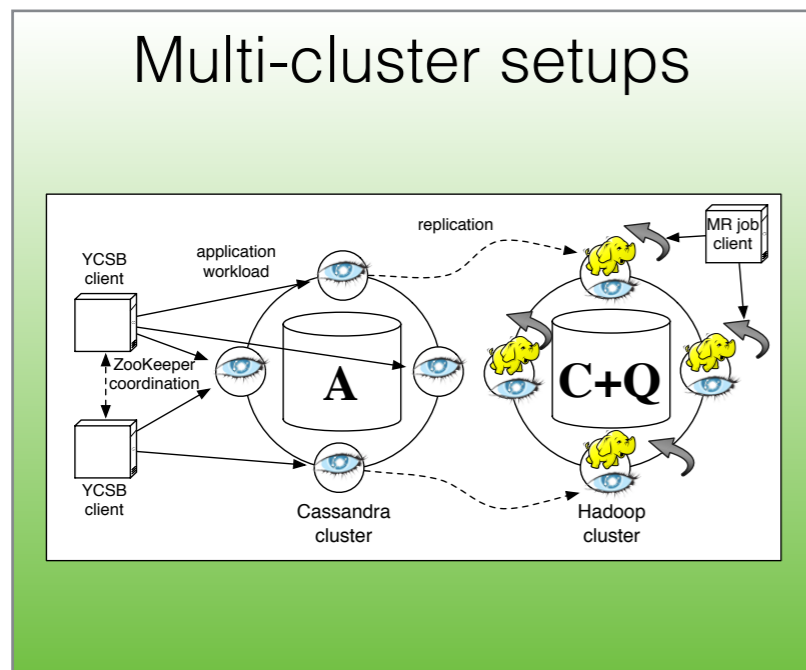 Multi-cluster setups
YCSB
client
application
workload
replication
MR job
client
ZooKeeper
coordination
A
C+Q
YCSB
client
Cassandra
cluster
Hadoop
cluster